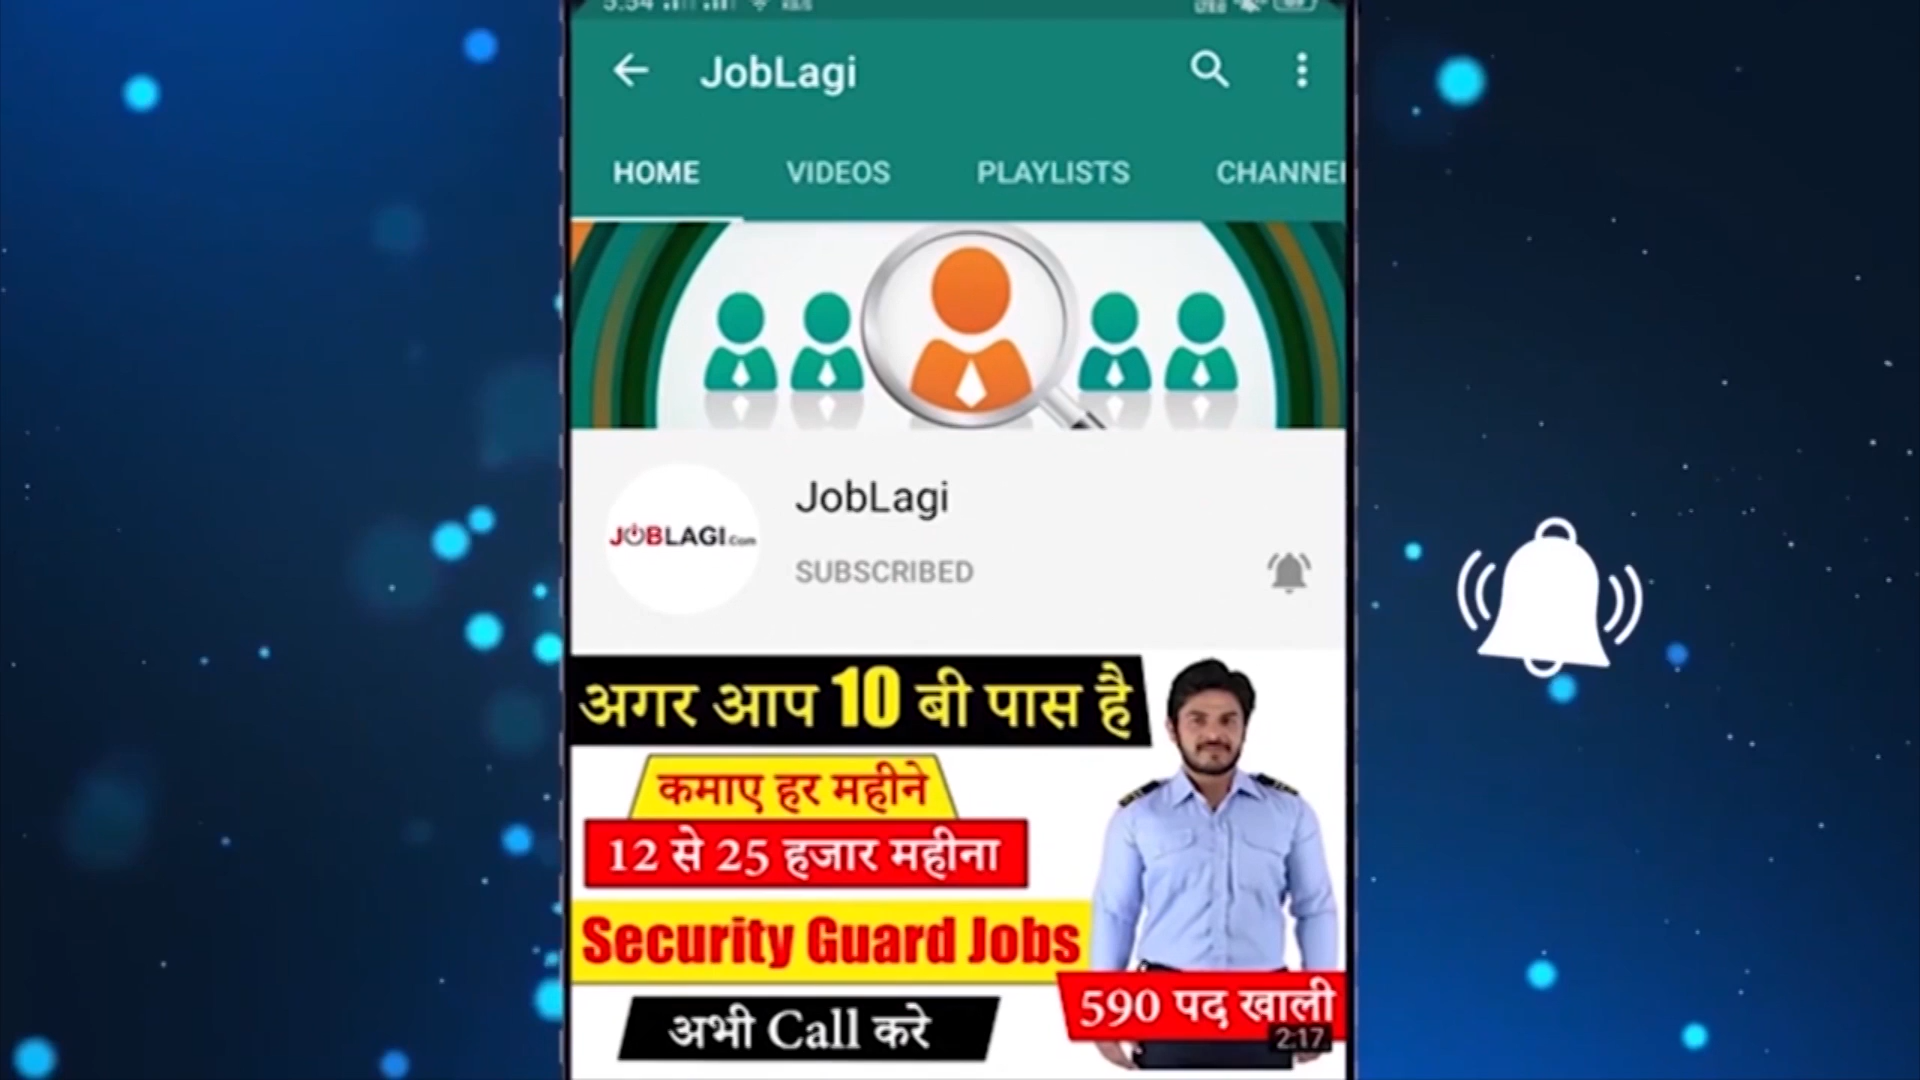 JobLagi
HOME VIDEOS PLAYLISTS CHANNEL
JobLagi
JOBLAGI.Com
SUBSCRIBED
अगर आप 10 बी पास है
कमाए हर महीने
12 से 25 हजार महीना
Security Guard Jobs
590 पद खाली
अभी Call करे
2:17